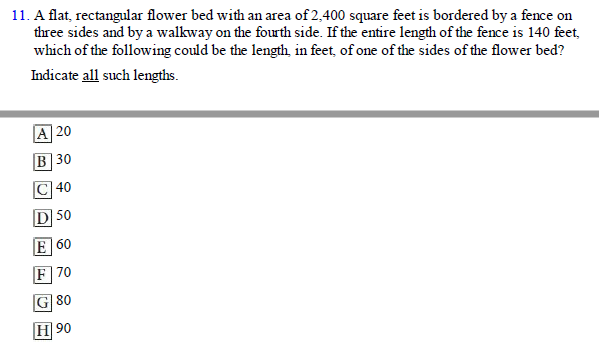 11. A flat, rectangular flower bed with an area of 2,400 square feet is bordered by a fence on
three sides and by a walkway on the fourth side. If the entire length of the fence is 140 feet,
which of the following could be the length, in feet, of one of the sides of the flower bed?
Indicate all such lengths.
A 20
B 30
C 40
D 50
E 60
F 70
G 80
H 90